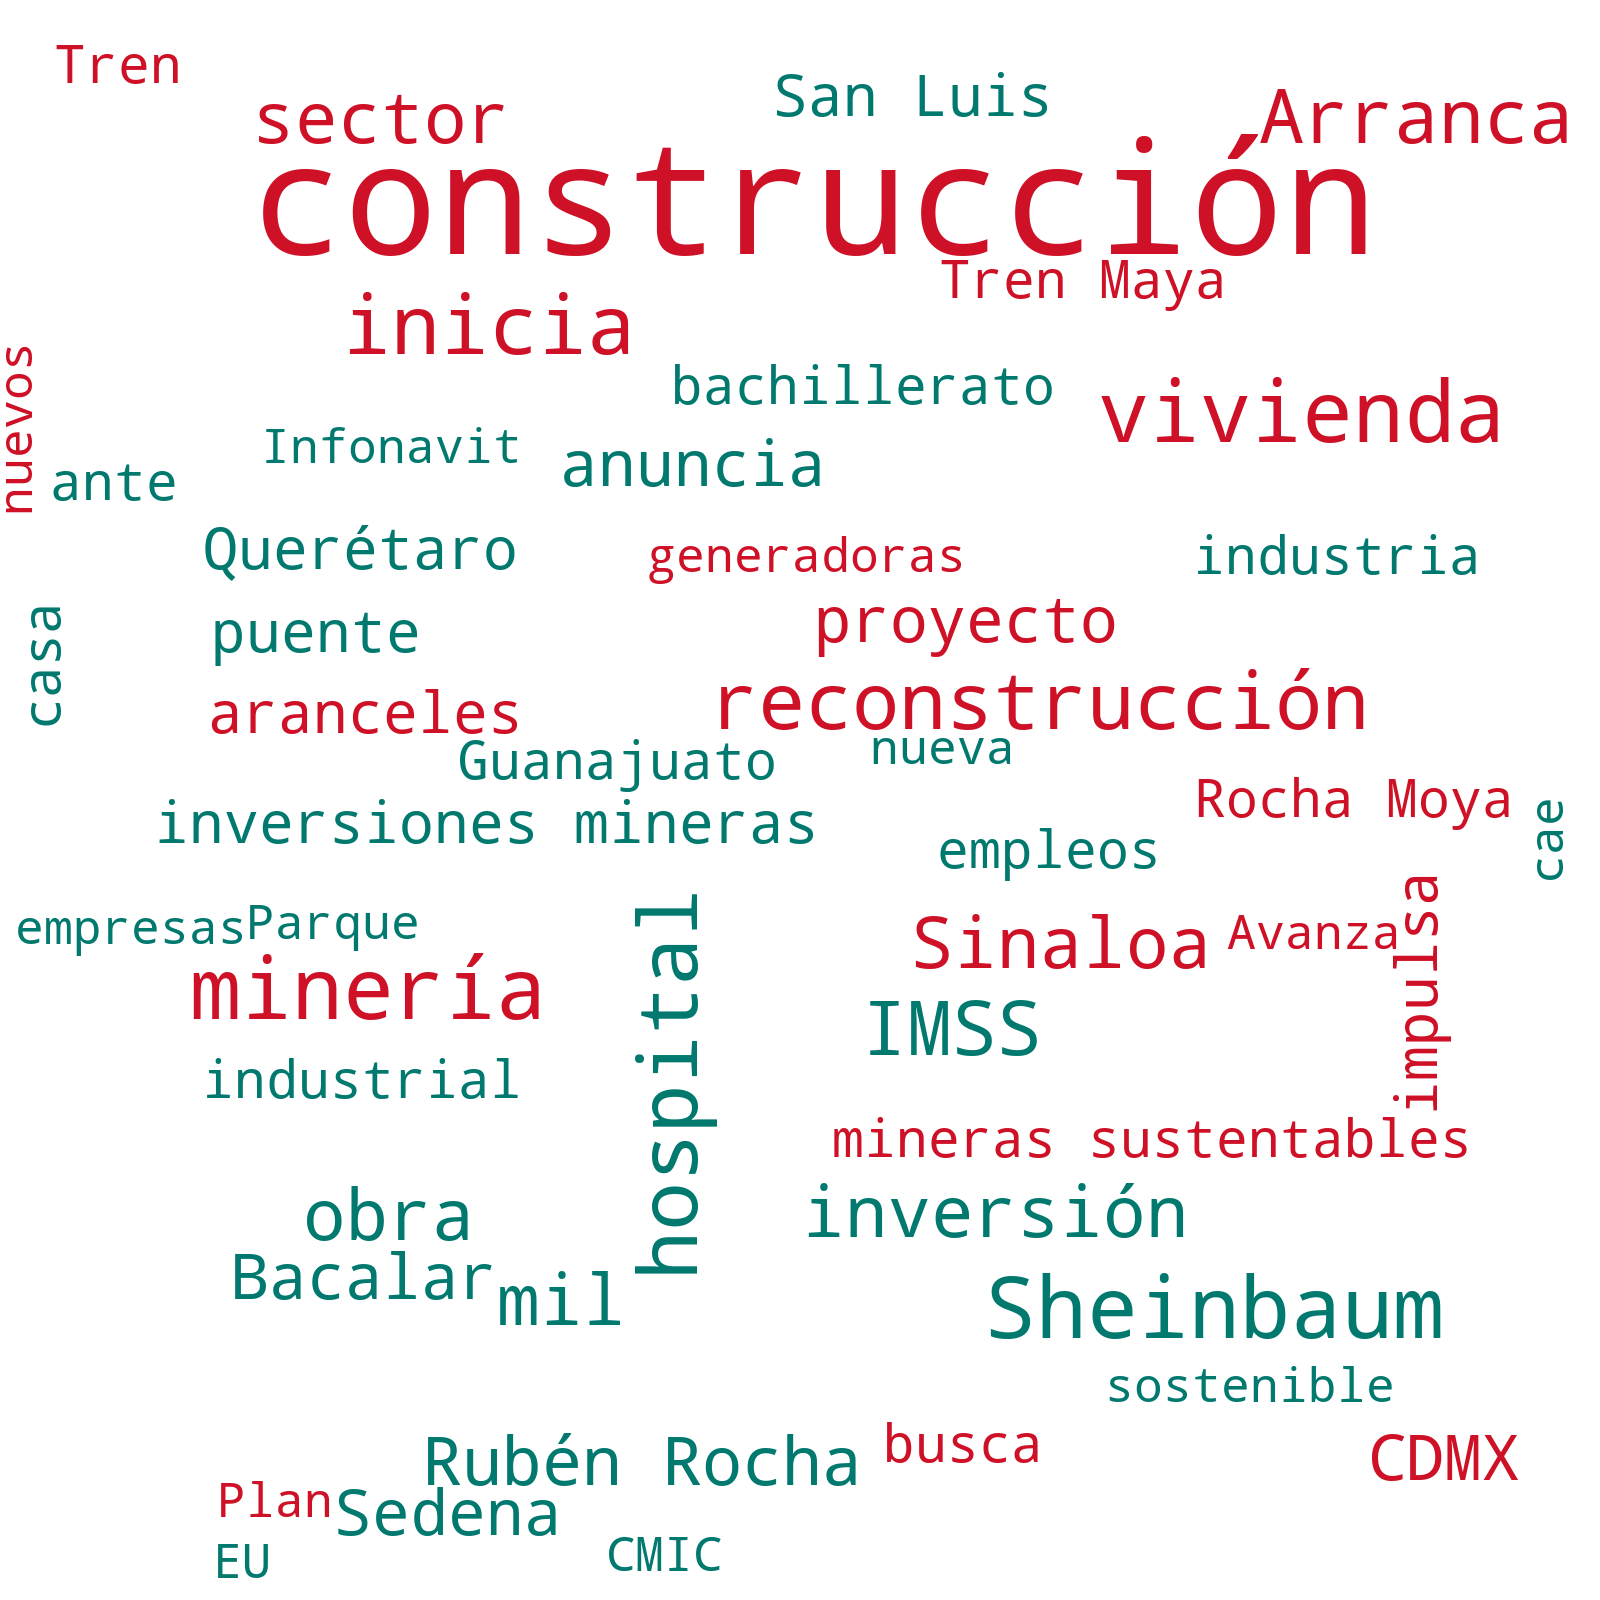 Tren
San Luis
sector
Arranca
construcción
Tren Maya
inicia
bachillerato
vivienda
nuevos
Infonavit
anuncia
ante
Querétaro
generadoras
industria
puente
proyecto
casa
aranceles
reconstrucción
Guanajuato
nueva
Rocha Moya
inversiones mineras
empleos
cae
empresas
Parque
Sinaloa
Avanza
impulsa
minería
hospital
IMSS
industrial
mineras sustentables
obra
inversión
Bacalar
mil
Sheinbaum
sostenible
Rubén Rocha
busca
CDMX
Plan
Sedena
EU
CMIC